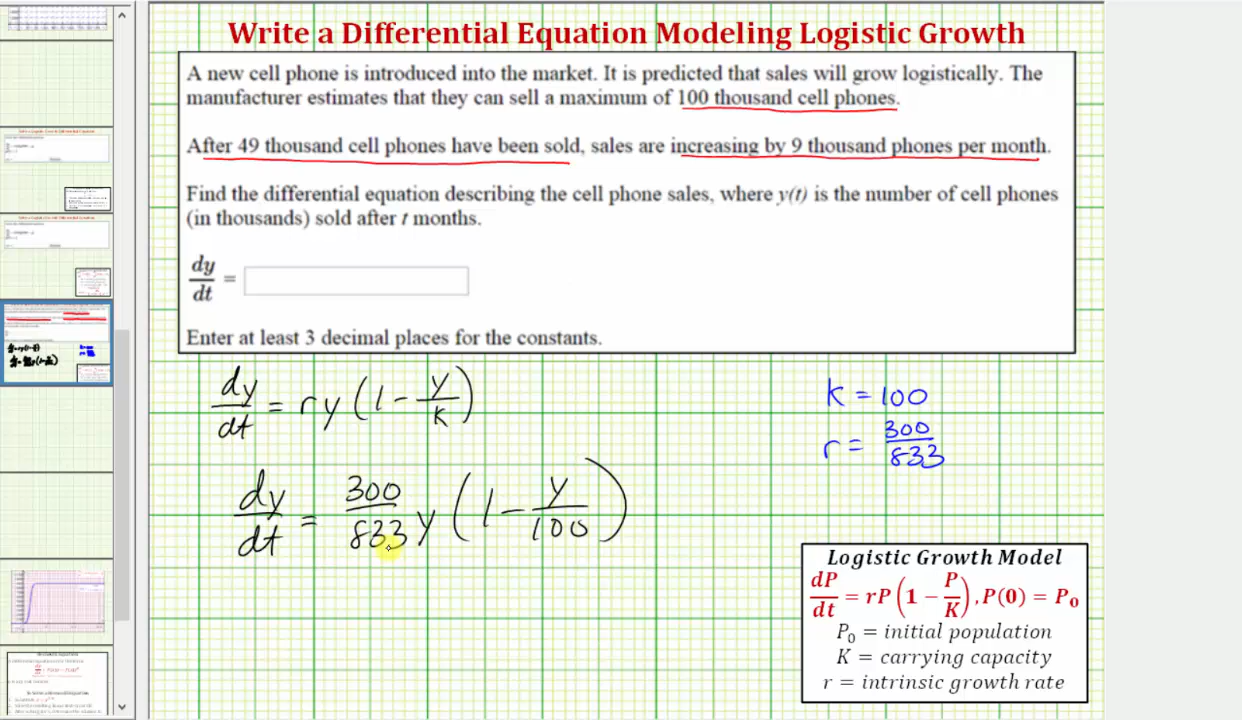 Write a Differential Equation Modeling Logistic Growth
A new cell phone is introduced into the market. It is predicted that sales will grow logistically. The
manufacturer estimates that they can sell a maximum of 100 thousand cell phones.
After 49 thousand cell phones have been sold, sales are increasing by 9 thousand phones per month.
Find the differential equation describing the cell phone sales, where y(t) is the number of cell phones
(in thousands) sold after t months.
dy/dt =
Enter at least 3 decimal places for the constants.
dy/dt = ry(1 - y/k)
k = 100
r = 300/833
dy/dt = 300/833 y(1 - y/100)
Logistic Growth Model
dP/dt = rP(1 − P/K), P(0) = P₀
P₀ = initial population
K = carrying capacity
r = intrinsic growth rate